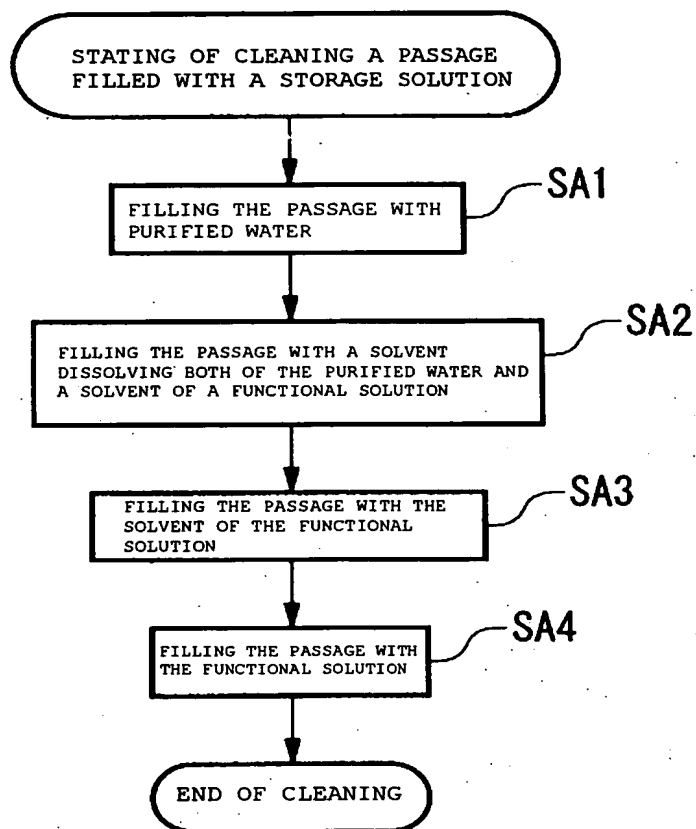 STATING OF CLEANING A PASSAGE
FILLED WITH A STORAGE SOLUTION
SA1
FILLING THE PASSAGE WITH
PURIFIED WATER
SA2
FILLING THE PASSAGE WITH A SOLVENT
DISSOLVING BOTH OF THE PURIFIED WATER AND
A SOLVENT OF A FUNCTIONAL SOLUTION
SA3
FILLING THE PASSAGE WITH THE
SOLVENT OF THE FUNCTIONAL
SOLUTION
SA4
FILLING THE PASSAGE WITH
THE FUNCTIONAL SOLUTION
END OF CLEANING